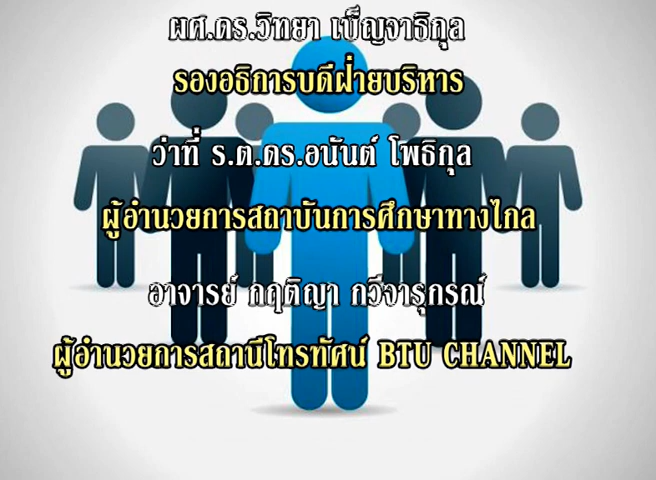 ผศ.ดร.วิทยา เบ็ญจาธิกุล
รองอธิการบดีฝ่ายบริหาร
ว่าที่ ร.ต.ดร.อนันต์ โพธิกุล
ผู้อำนวยการสถาบันการศึกษาทางไกล
อาจารย์ กฤติญา กวีจารุกรณ์
ผู้อำนวยการสถานีโทรทัศน์ BTU CHANNEL